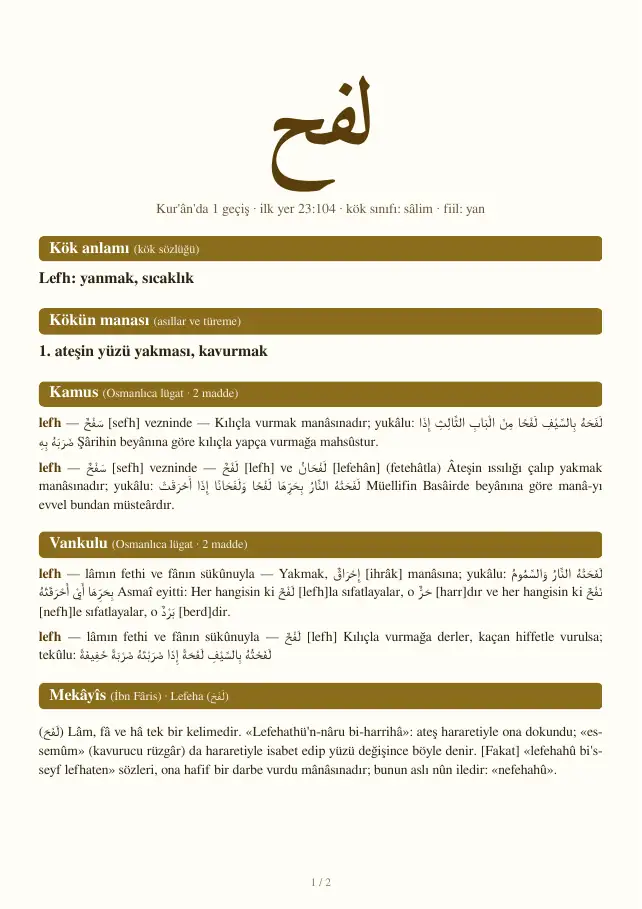 لفح
Kur'ân'da 1 geçiş · ilk yer 23:104 · kök sınıfı: sâlim · fiil: yan
Kök anlamı (kök sözlüğü)
Lefh: yanmak, sıcaklık
Kökün manası (asıllar ve türeme)
1. ateşin yüzü yakması, kavurmak
Kamus (Osmanlıca lügat · 2 madde)
lefh — سَفْحٌ [sefh] vezninde — Kılıçla vurmak manâsınadır; yukâlu: لَفَحَهُ بِالسَّيْفِ لَفْحًا مِنَ الْبَابِ الثَّالِثِ إِذَا
ضَرَبَهُ بِهِ Şârihin beyânına göre kılıçla yapça vurmağa mahsûstur.
lefh — سَفْحٌ [sefh] vezninde — لَفْحٌ [lefh] ve لَفَحَانٌ [lefehân] (fetehâtla) Âteşin ıssılığı çalıp yakmak
manâsınadır; yukâlu: لَفَحَتْهُ النَّارُ بِحَرِّهَا لَفْحًا وَلَفَحَانًا إِذَا أَحْرَقَتْ Müellifin Basâirde beyânına göre manâ-yı
evvel bundan müsteârdır.
Vankulu (Osmanlıca lügat · 2 madde)
lefh — lâmın fethi ve fânın sükûnuyla — Yakmak, إِحْرَاقٌ [ihrâk] manâsına; yukâlu: لَفَحَتْهُ النَّارُ وَالسَّمُومُ
بِحَرِّهَا أَيْ أَحْرَقَتْهُ Asmaî eyitti: Her hangisin ki لَفْحٌ [lefh]la sıfatlayalar, o حَرٌّ [harr]dır ve her hangisin ki نَفْحٌ
[nefh]le sıfatlayalar, o بَرْدٌ [berd]dir.
lefh — lâmın fethi ve fânın sükûnuyla — لَفْحٌ [lefh] Kılıçla vurmağa derler, kaçan hiffetle vurulsa;
tekûlu: لَفَحْتُهُ بِالسَّيْفِ لَفْحَةً إِذَا ضَرَبْتَهُ ضَرْبَةً خَفِيفَةً
Mekâyîs (İbn Fâris) · Lefeha (لَفَحَ)
(لَفَحَ) Lâm, fâ ve hâ tek bir kelimedir. «Lefehathü'n-nâru bi-harrihâ»: ateş hararetiyle ona dokundu; «es-
semûm» (kavurucu rüzgâr) da hararetiyle isabet edip yüzü değişince böyle denir. [Fakat] «lefehahû bi's-
seyf lefhaten» sözleri, ona hafif bir darbe vurdu mânâsınadır; bunun aslı nûn iledir: «nefehahû».
1 / 2